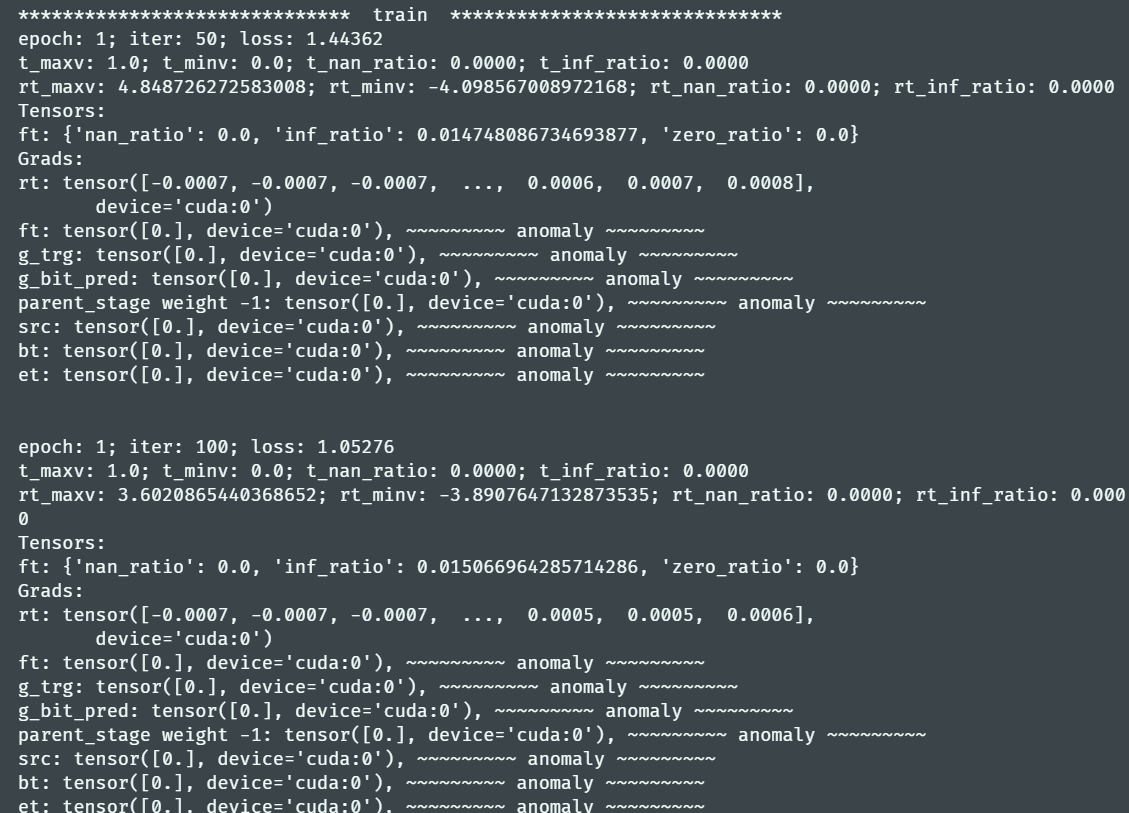 ****************************** train ******************************
epoch: 1; iter: 50; loss: 1.44362
t_maxv: 1.0; t_minv: 0.0; t_nan_ratio: 0.0000; t_inf_ratio: 0.0000
rt_maxv: 4.848726272583008; rt_minv: -4.098567008972168; rt_nan_ratio: 0.0000; rt_inf_ratio: 0.0000
Tensors:
ft: {'nan_ratio': 0.0, 'inf_ratio': 0.014748086734693877, 'zero_ratio': 0.0}
Grads:
rt: tensor([-0.0007, -0.0007, -0.0007,  ...,  0.0006,  0.0007,  0.0008],
       device='cuda:0')
ft: tensor([0.], device='cuda:0'), ~~~~~~~~~ anomaly ~~~~~~~~~
g_trg: tensor([0.], device='cuda:0'), ~~~~~~~~~ anomaly ~~~~~~~~~
g_bit_pred: tensor([0.], device='cuda:0'), ~~~~~~~~~ anomaly ~~~~~~~~~
parent_stage weight -1: tensor([0.], device='cuda:0'), ~~~~~~~~~ anomaly ~~~~~~~~~
src: tensor([0.], device='cuda:0'), ~~~~~~~~~ anomaly ~~~~~~~~~
bt: tensor([0.], device='cuda:0'), ~~~~~~~~~ anomaly ~~~~~~~~~
et: tensor([0.], device='cuda:0'), ~~~~~~~~~ anomaly ~~~~~~~~~
epoch: 1; iter: 100; loss: 1.05276
t_maxv: 1.0; t_minv: 0.0; t_nan_ratio: 0.0000; t_inf_ratio: 0.0000
rt_maxv: 3.6020865440368652; rt_minv: -3.8907647132873535; rt_nan_ratio: 0.0000; rt_inf_ratio: 0.000
0
Tensors:
ft: {'nan_ratio': 0.0, 'inf_ratio': 0.015066964285714286, 'zero_ratio': 0.0}
Grads:
rt: tensor([-0.0007, -0.0007, -0.0007,  ...,  0.0005,  0.0005,  0.0006],
       device='cuda:0')
ft: tensor([0.], device='cuda:0'), ~~~~~~~~~ anomaly ~~~~~~~~~
g_trg: tensor([0.], device='cuda:0'), ~~~~~~~~~ anomaly ~~~~~~~~~
g_bit_pred: tensor([0.], device='cuda:0'), ~~~~~~~~~ anomaly ~~~~~~~~~
parent_stage weight -1: tensor([0.], device='cuda:0'), ~~~~~~~~~ anomaly ~~~~~~~~~
src: tensor([0.], device='cuda:0'), ~~~~~~~~~ anomaly ~~~~~~~~~
bt: tensor([0.], device='cuda:0'), ~~~~~~~~~ anomaly ~~~~~~~~~
et: tensor([0.], device='cuda:0'), ~~~~~~~~~ anomaly ~~~~~~~~~